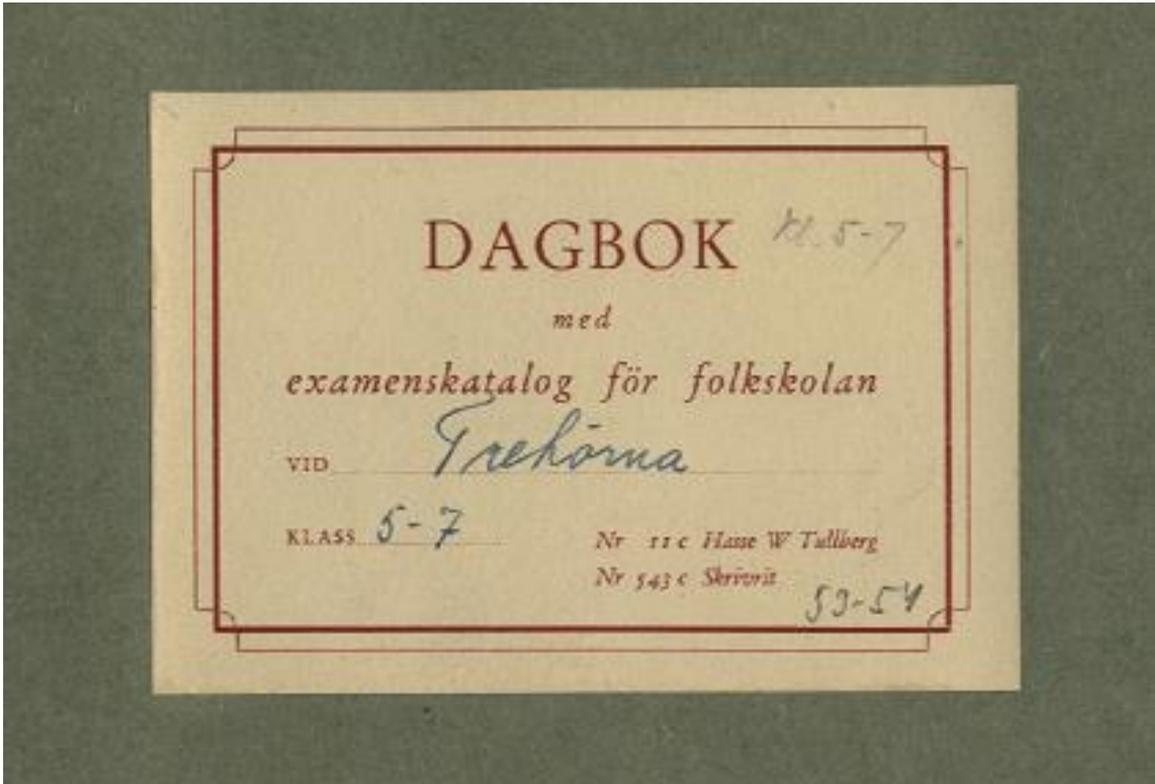 DAGBOK kl. 5-7
med
examenskatalog för folkskolan
VID Trehörna
KLASS 5-7
Nr 11 c Hasse W Tullberg
Nr 543 c Skrivrit
53-54